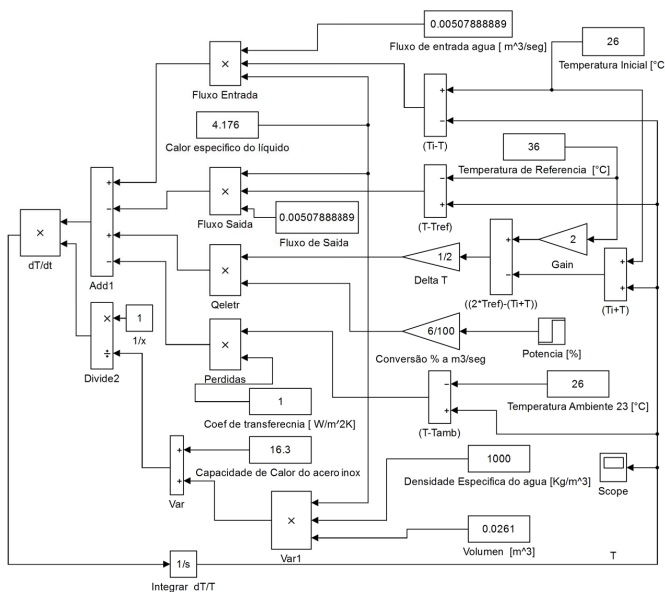 0.00507888889
Fluxo de entrada agua [ m^3/seg]
26
Temperatura Inicial [°C
×
Fluxo Entrada
+
−
(Ti-T)
4.176
Calor especifico do líquido
36
Temperatura de Referencia [°C]
×
Fluxo Saida
−
+
(T-Tref)
0.00507888889
Fluxo de Saida
+
−
+
−
Add1
×
dT/dt
×
Qeletr
1/2
Delta T
+
−
((2*Tref)-(Ti+T))
2
Gain
+
+
(Ti+T)
6/100
Conversão % a m3/seg
Potencia [%]
×
÷
Divide2
1
1/x
×
Perdidas
1
Coef de transferecnia [ W/m^2K]
−
+
(T-Tamb)
26
Temperatura Ambiente 23 [°C]
+
+
Var
16.3
Capacidade de Calor do acero inox
1000
Densidade Especifica do agua [Kg/m^3]
Scope
×
Var1
0.0261
Volumen [m^3]
T
1/s
Integrar dT/T